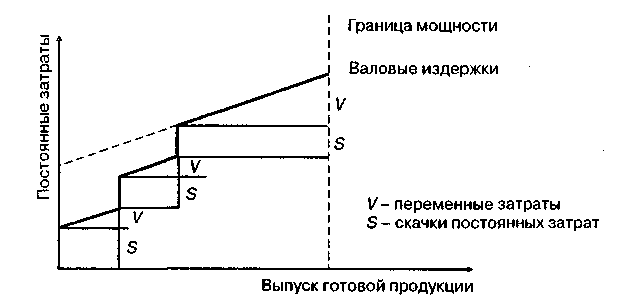 Граница мощности
Валовые издержки
Постоянные затраты
V
S
V
S
V
S
V – переменные затраты
S – скачки постоянных затрат
Выпуск готовой продукции